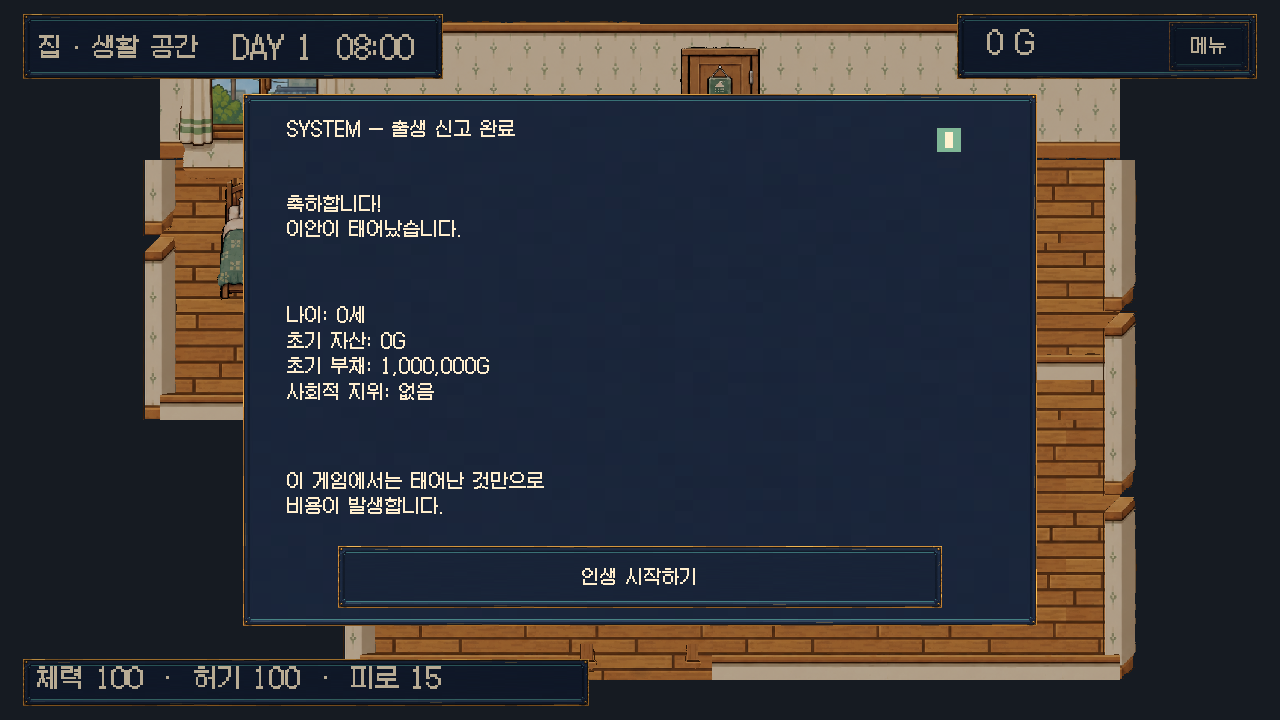 집 · 생활 공간 DAY 1 08:00
0 G
메뉴
SYSTEM — 출생 신고 완료
축하합니다!
이안이 태어났습니다.
나이: 0세
초기 자산: 0G
초기 부채: 1,000,000G
사회적 지위: 없음
이 게임에서는 태어난 것만으로
비용이 발생합니다.
인생 시작하기
체력 100 · 허기 100 · 피로 15